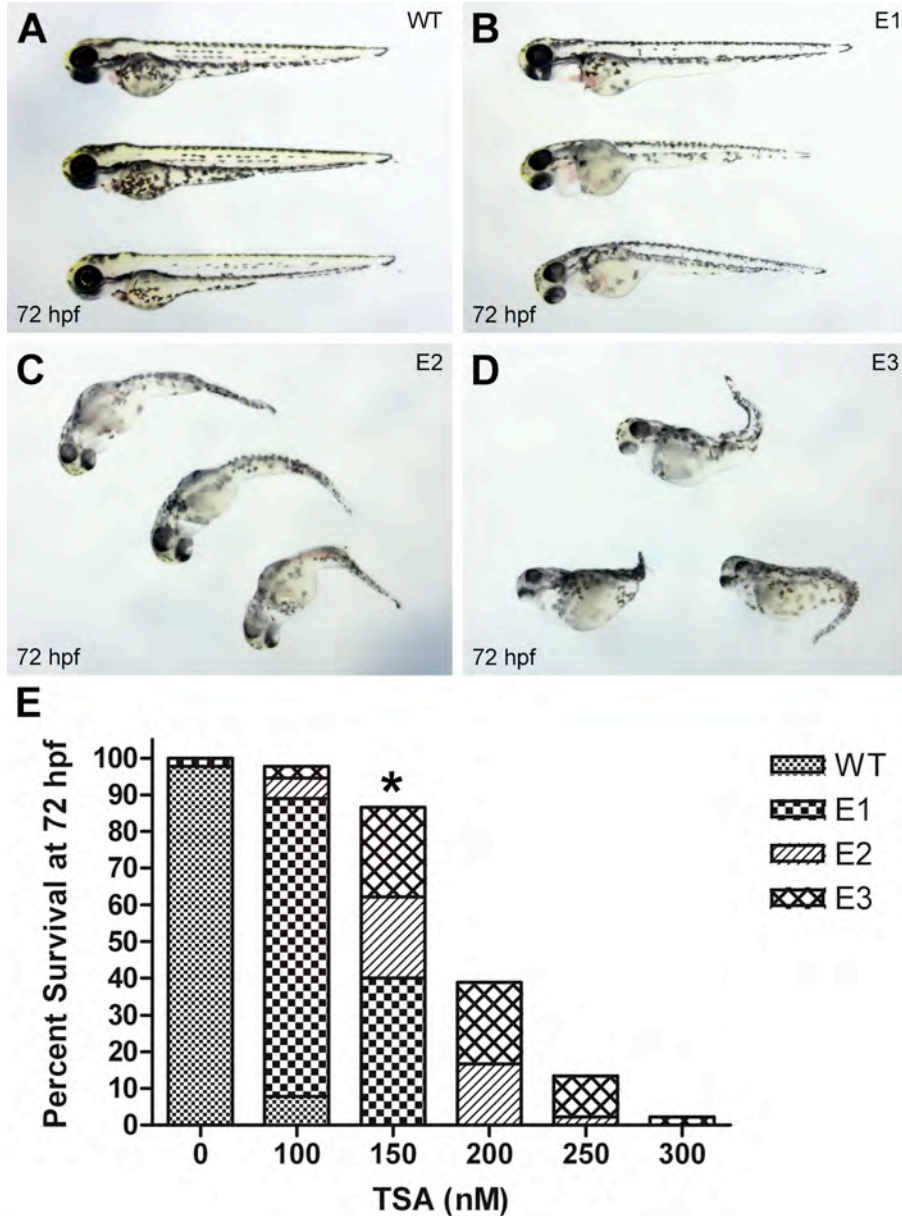 A WT
B E1
72 hpf
72 hpf
C E2
D E3
72 hpf
72 hpf
E
Percent Survival at 72 hpf
100
90
80
70
60
50
40
30
20
10
0
*
0 100 150 200 250 300
TSA (nM)
WT
E1
E2
E3